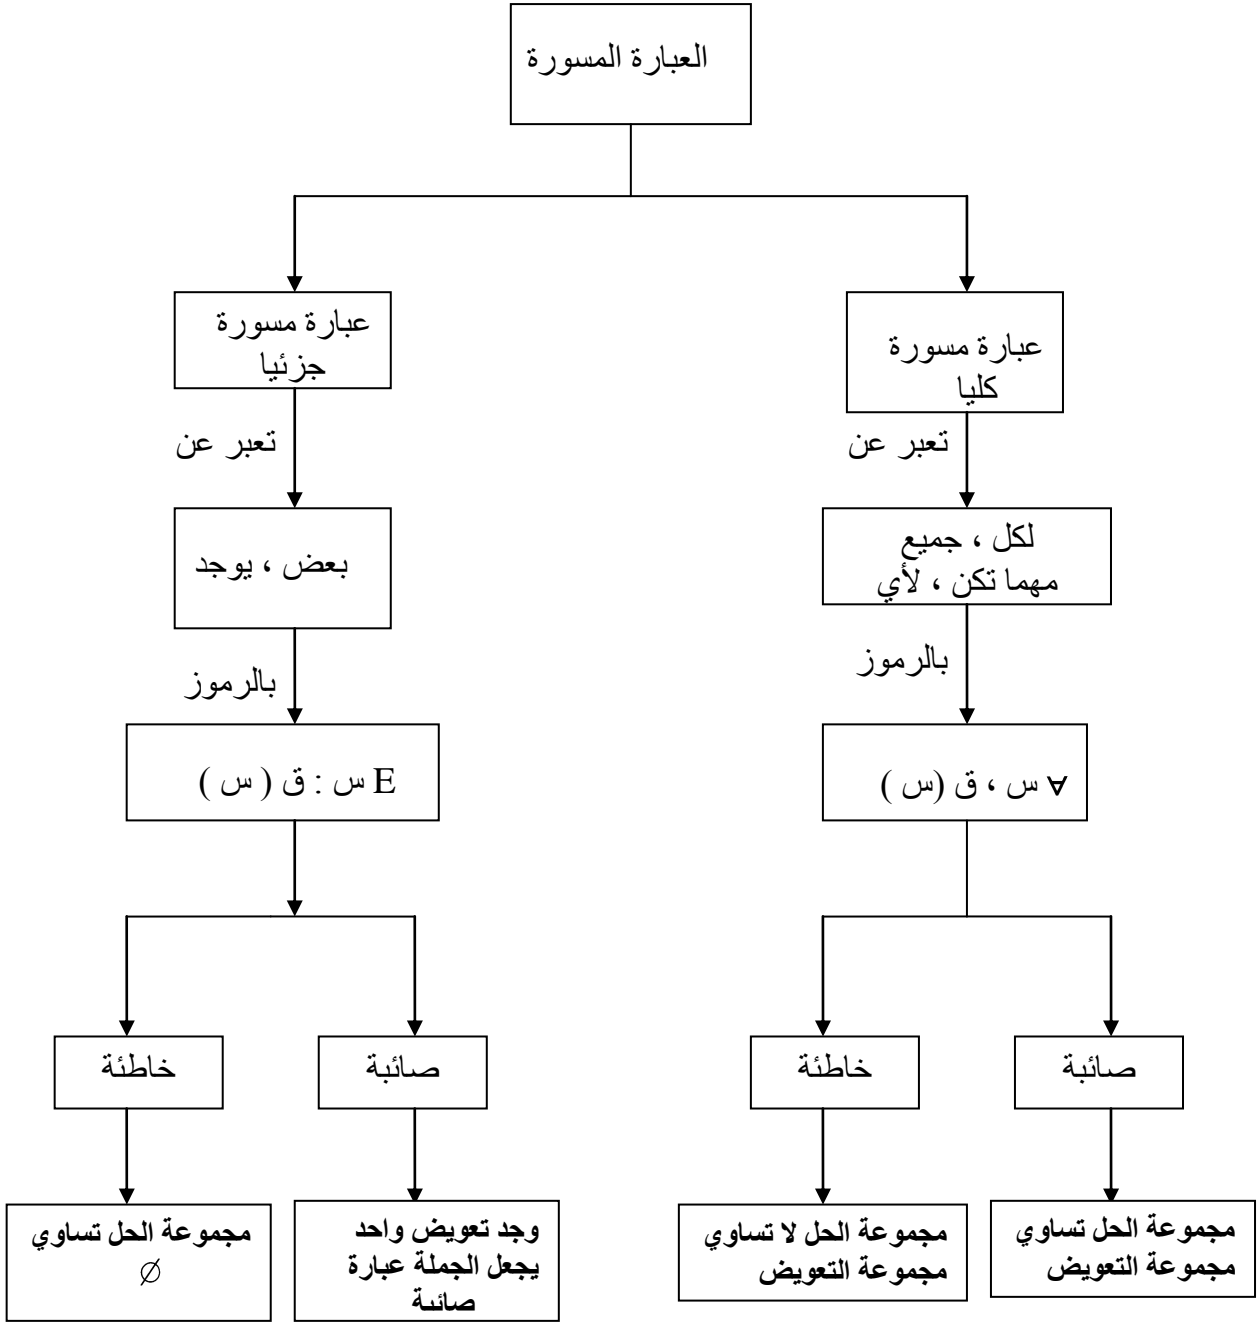 العبارة المسورة
عبارة مسورة
كليا
عبارة مسورة
جزئيا
تعبر عن
تعبر عن
لكل ، جميع
مهما تكن ، لأي
بعض ، يوجد
بالرموز
بالرموز
∀ س ، ق (س )
E س : ق ( س )
صائبة
خاطئة
صائبة
خاطئة
مجموعة الحل تساوي
مجموعة التعويض
مجموعة الحل لا تساوي
مجموعة التعويض
وجد تعويض واحد
يجعل الجملة عبارة
صائبة
مجموعة الحل تساوي
∅